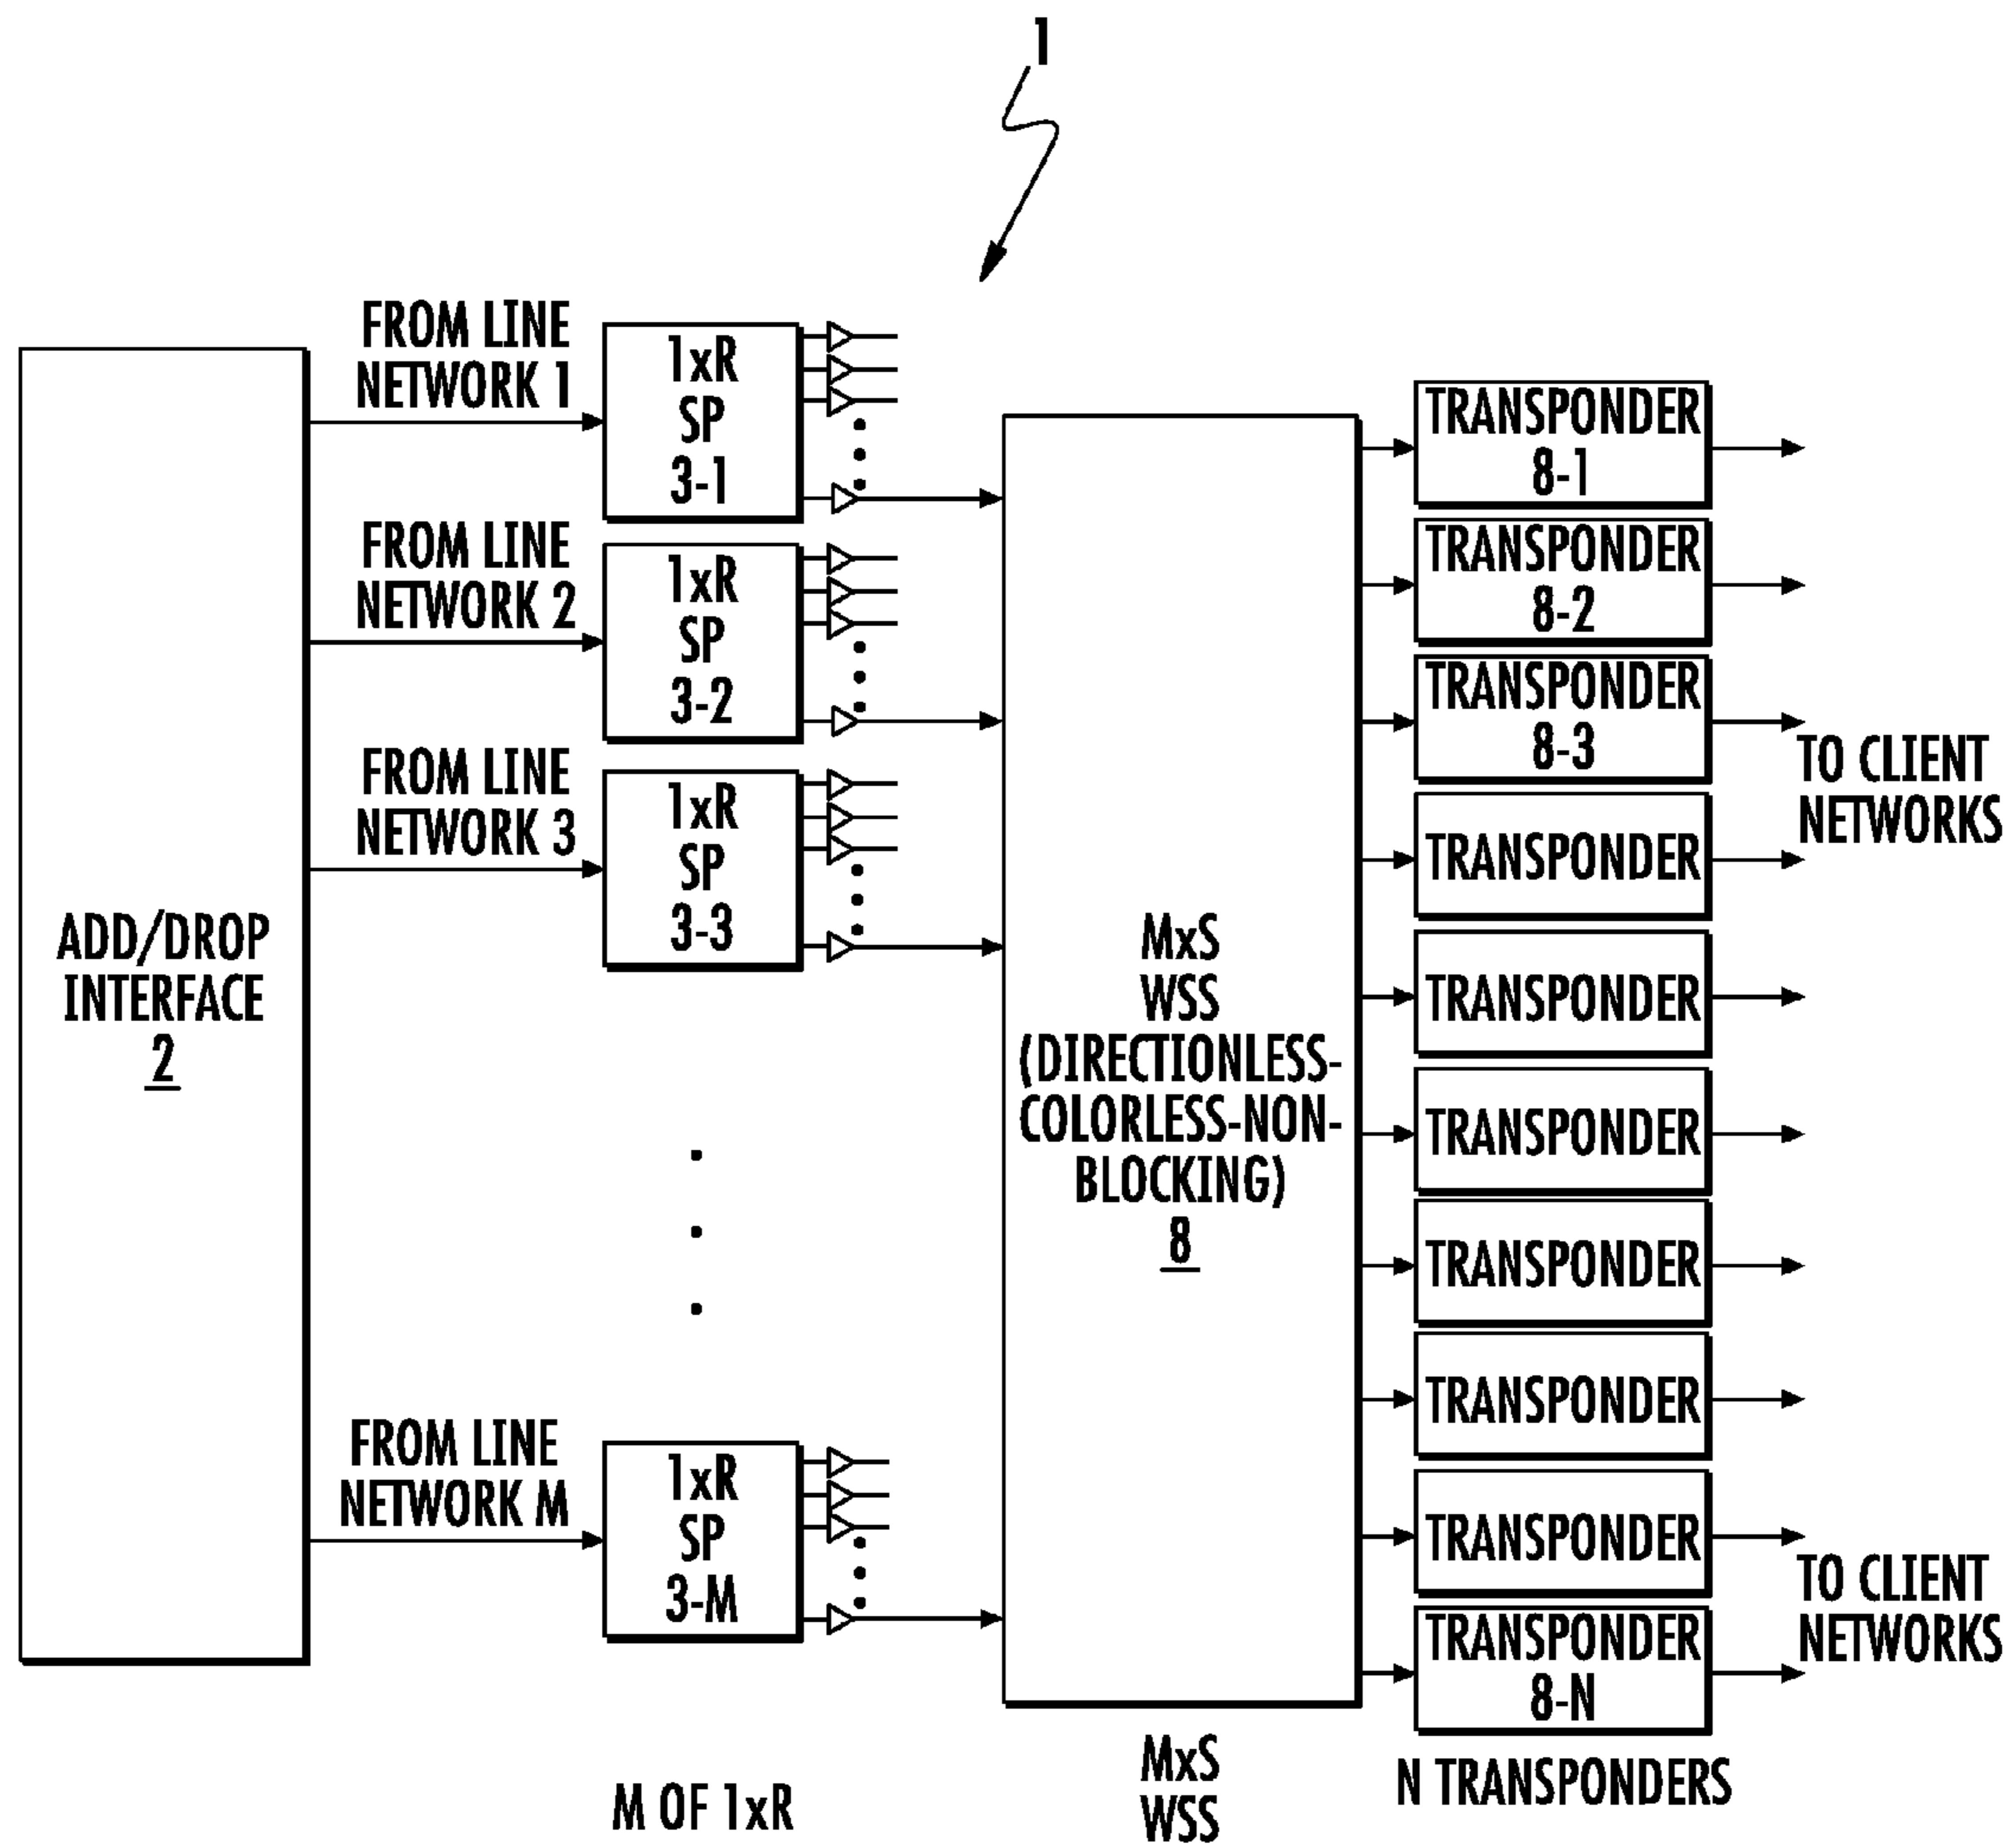 1
FROM LINE
NETWORK 1
1xR
SP
3-1
FROM LINE
NETWORK 2
1xR
SP
3-2
FROM LINE
NETWORK 3
1xR
SP
3-3
ADD/DROP
INTERFACE
2
FROM LINE
NETWORK M
1xR
SP
3-M
M OF 1xR
MxS
WSS
(DIRECTIONLESS-
COLORLESS-NON-
BLOCKING)
8
MxS
WSS
TRANSPONDER
8-1
TRANSPONDER
8-2
TRANSPONDER
8-3
TRANSPONDER
TRANSPONDER
TRANSPONDER
TRANSPONDER
TRANSPONDER
TRANSPONDER
TRANSPONDER
8-N
N TRANSPONDERS
TO CLIENT
NETWORKS
TO CLIENT
NETWORKS